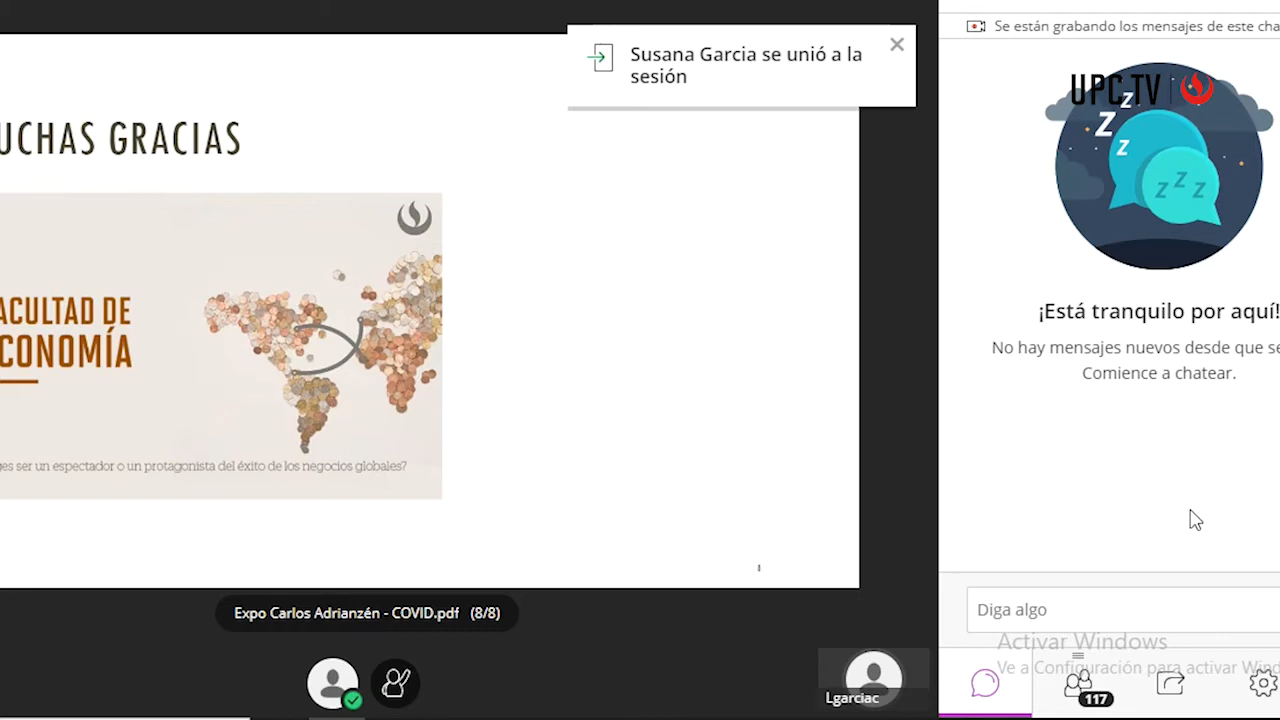 Susana Garcia se unió a la
sesión
UCHAS GRACIAS
ACULTAD DE
CONOMÍA
ges ser un espectador o un protagonista del éxito de los negocios globales?
Expo Carlos Adrianzén - COVID.pdf (8/8)
Lgarciac
Se están grabando los mensajes de este cha
UPC TV
Z
Z
Z
Z Z Z
¡Está tranquilo por aquí!
No hay mensajes nuevos desde que se
Comience a chatear.
Diga algo
Activar Windows
Ve a Configuración para activar Wind
117